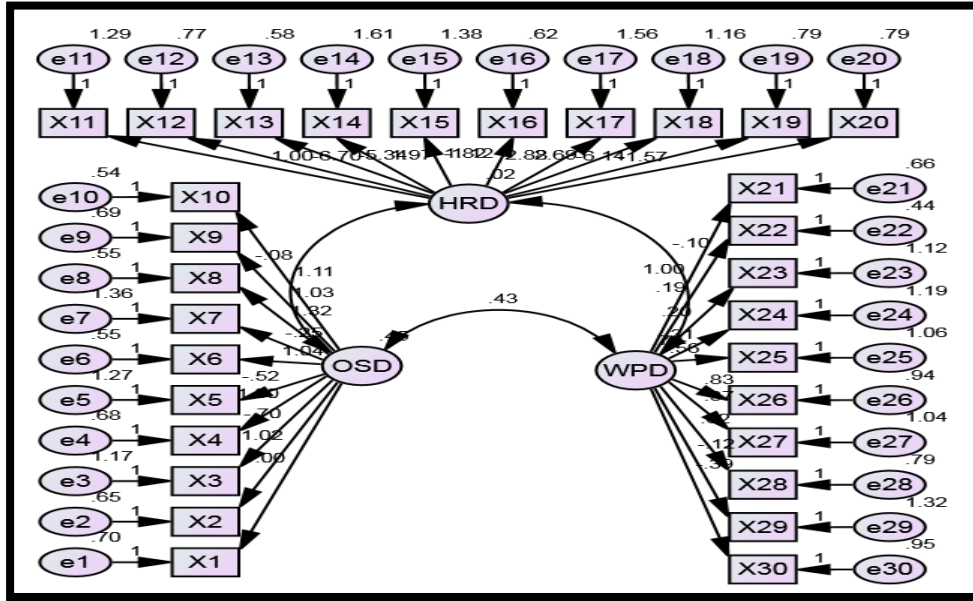 1.29 .77 .58 1.61 1.38 .62 1.56 1.16 .79 .79
e11 e12 e13 e14 e15 e16 e17 e18 e19 e20
1 1 1 1 1 1 1 1 1 1
X11 X12 X13 X14 X15 X16 X17 X18 X19 X20
1.00
.02
HRD
.54
e10 1 X10
.69
e9 1 X9
.55
e8 1 X8
1.36
e7 1 X7
.55
e6 1 X6
1.27
e5 1 X5
.68
e4 1 X4
1.17
e3 1 X3
.65
e2 1 X2
.70
e1 1 X1
-.08
1.11
1.03
1.32
1.04
-.52
-.70
1.02
OSD
.43
WPD
-.10
1.00
.19
.20
.56
.83
-.12
-.39
.66
X21 1 e21
.44
X22 1 e22
1.12
X23 1 e23
1.19
X24 1 e24
1.06
X25 1 e25
.94
X26 1 e26
1.04
X27 1 e27
.79
X28 1 e28
1.32
X29 1 e29
.95
X30 1 e30